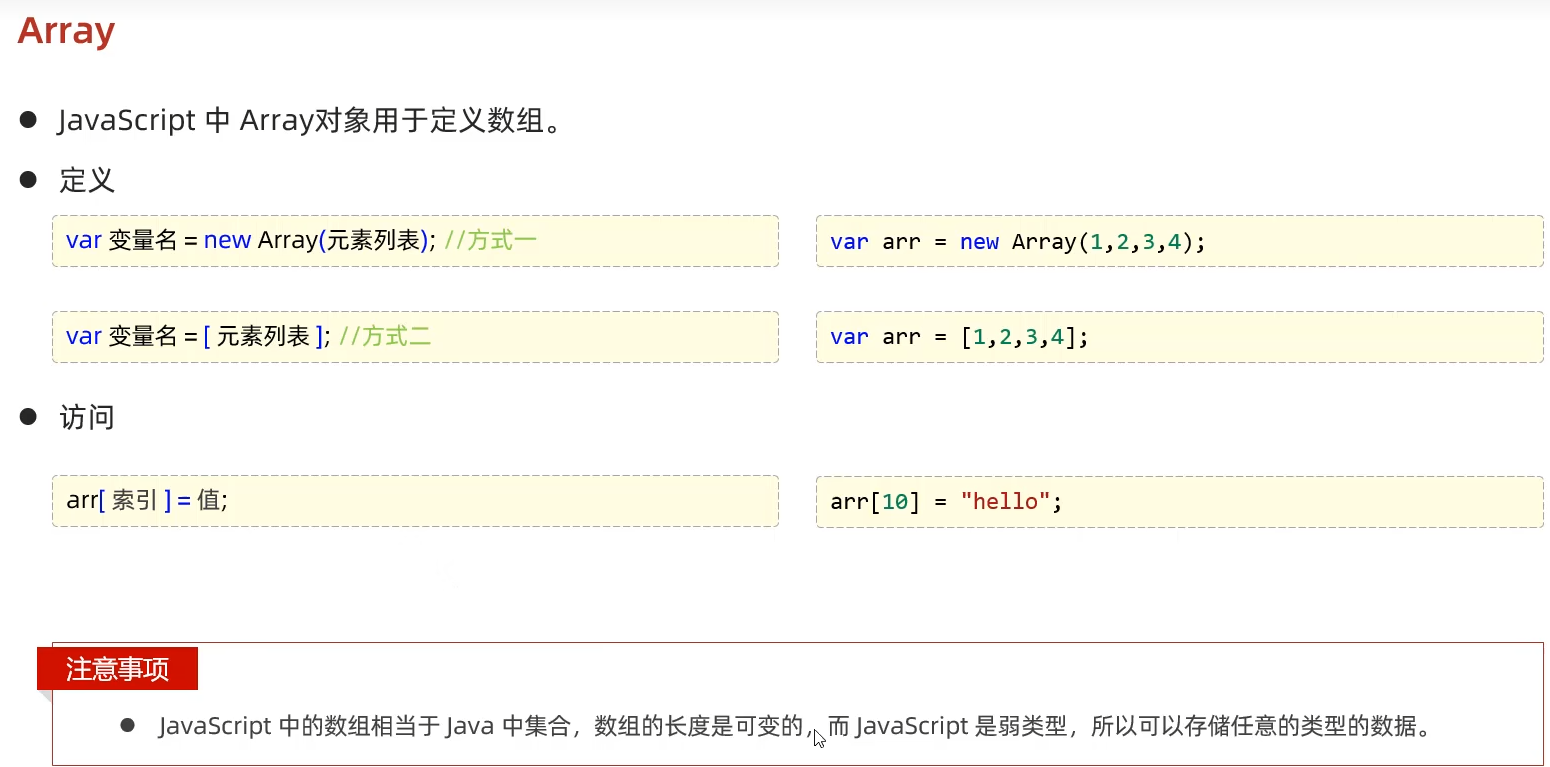 Array
JavaScript 中 Array对象用于定义数组。
定义
var 变量名 = new Array(元素列表); //方式一
var arr = new Array(1,2,3,4);
var 变量名 = [ 元素列表 ]; //方式二
var arr = [1,2,3,4];
访问
arr[ 索引 ] = 值;
arr[10] = "hello";
注意事项
JavaScript 中的数组相当于 Java 中集合，数组的长度是可变的，而 JavaScript 是弱类型，所以可以存储任意的类型的数据。